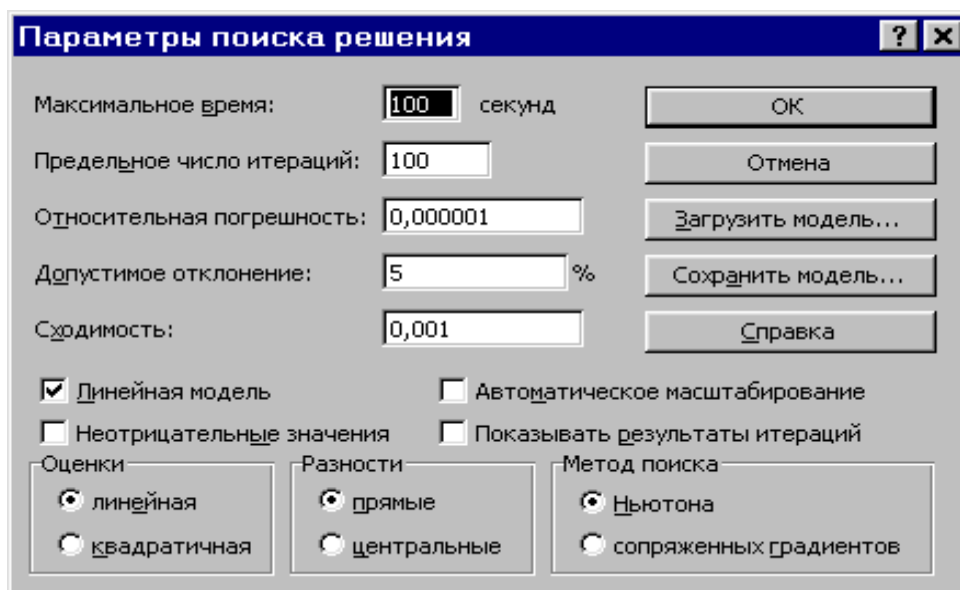 Параметры поиска решения
? ×
Максимальное время: 100 секунд
OK
Предельное число итераций: 100
Отмена
Относительная погрешность: 0,000001
Загрузить модель...
Допустимое отклонение: 5 %
Сохранить модель...
Сходимость: 0,001
Справка
Линейная модель
Автоматическое масштабирование
Неотрицательные значения
Показывать результаты итераций
Оценки
линейная
квадратичная
Разности
прямые
центральные
Метод поиска
Ньютона
сопряженных градиентов